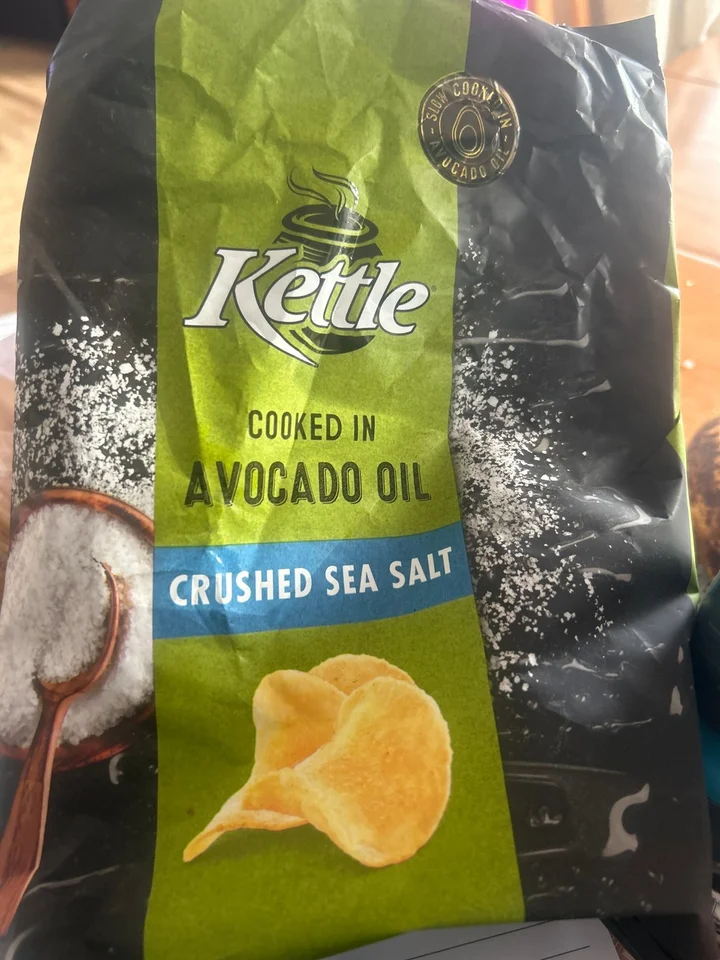 SLOW COOKED IN
AVOCADO OIL
Kettle
COOKED IN
AVOCADO OIL
CRUSHED SEA SALT